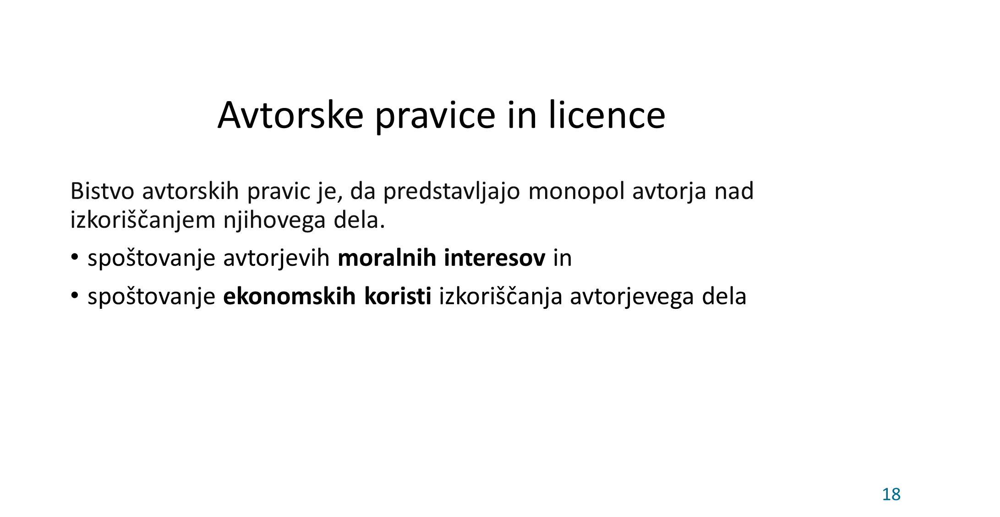 Avtorske pravice in licence
Bistvo avtorskih pravic je, da predstavljajo monopol avtorja nad
izkoriščanjem njihovega dela.
• spoštovanje avtorjevih moralnih interesov in
• spoštovanje ekonomskih koristi izkoriščanja avtorjevega dela
18